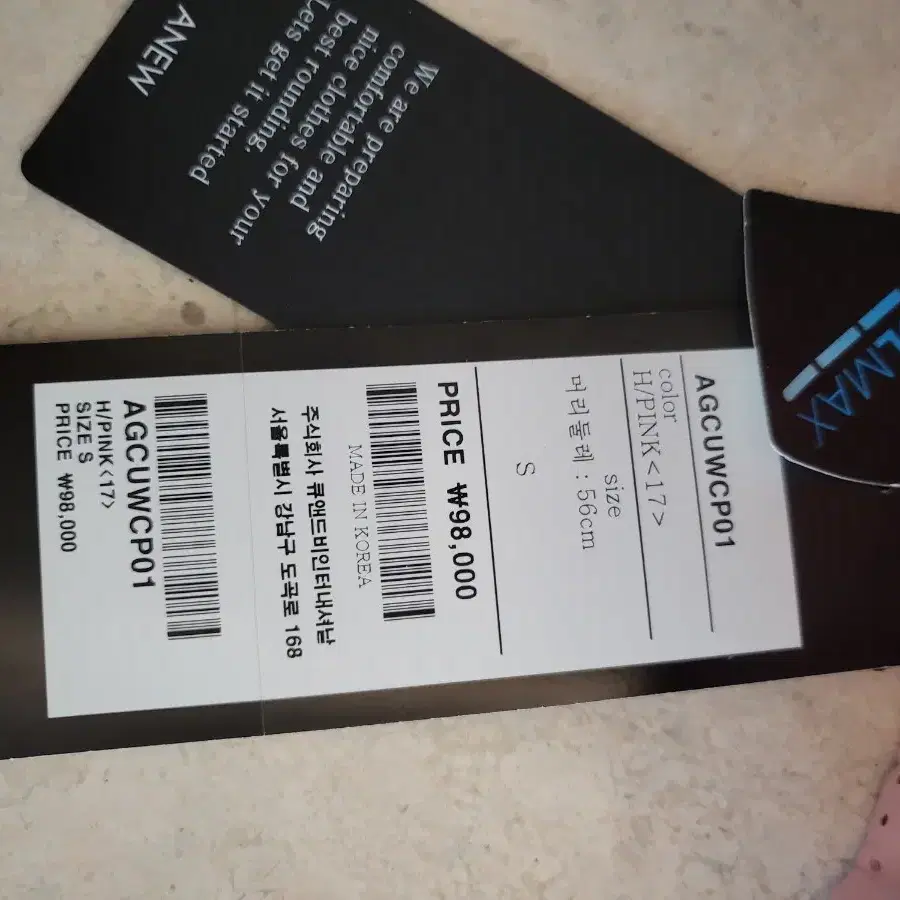 We are preparing
comfortable and
nice clothes for your
best rounding.
Lets get it started
ANEW
LMAX
AGCUWCP01
color
H/PINK<17>
size
머리둘레 : 56cm
S
PRICE ₩98,000
MADE IN KOREA
주식회사 큐앤드비인터내셔날
서울특별시 강남구 도곡로 168
AGCUWCP01
H/PINK<17>
SIZE S
PRICE ₩98,000